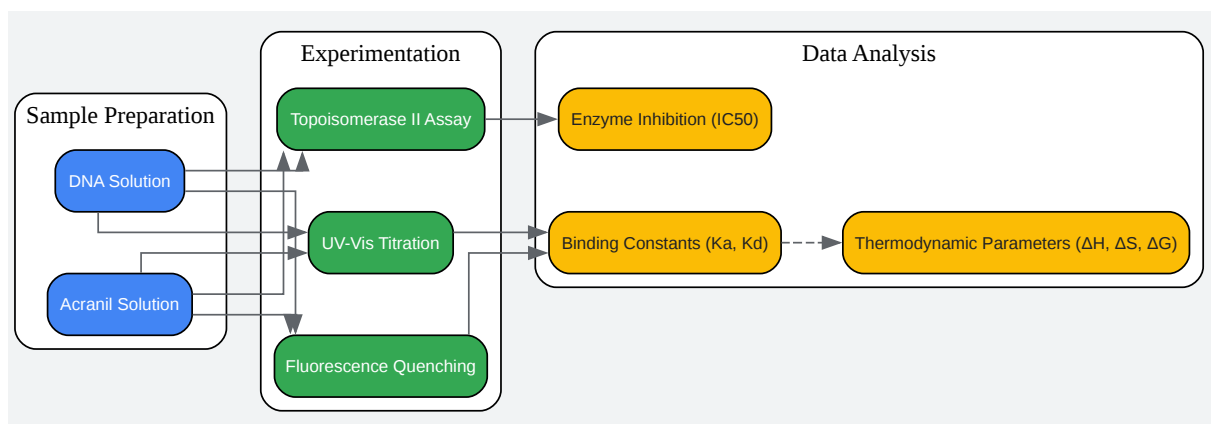 Sample Preparation
DNA Solution
Acranil Solution
Experimentation
Topoisomerase II Assay
UV-Vis Titration
Fluorescence Quenching
Data Analysis
Enzyme Inhibition (IC50)
Binding Constants (Ka, Kd)
Thermodynamic Parameters (ΔH, ΔS, ΔG)